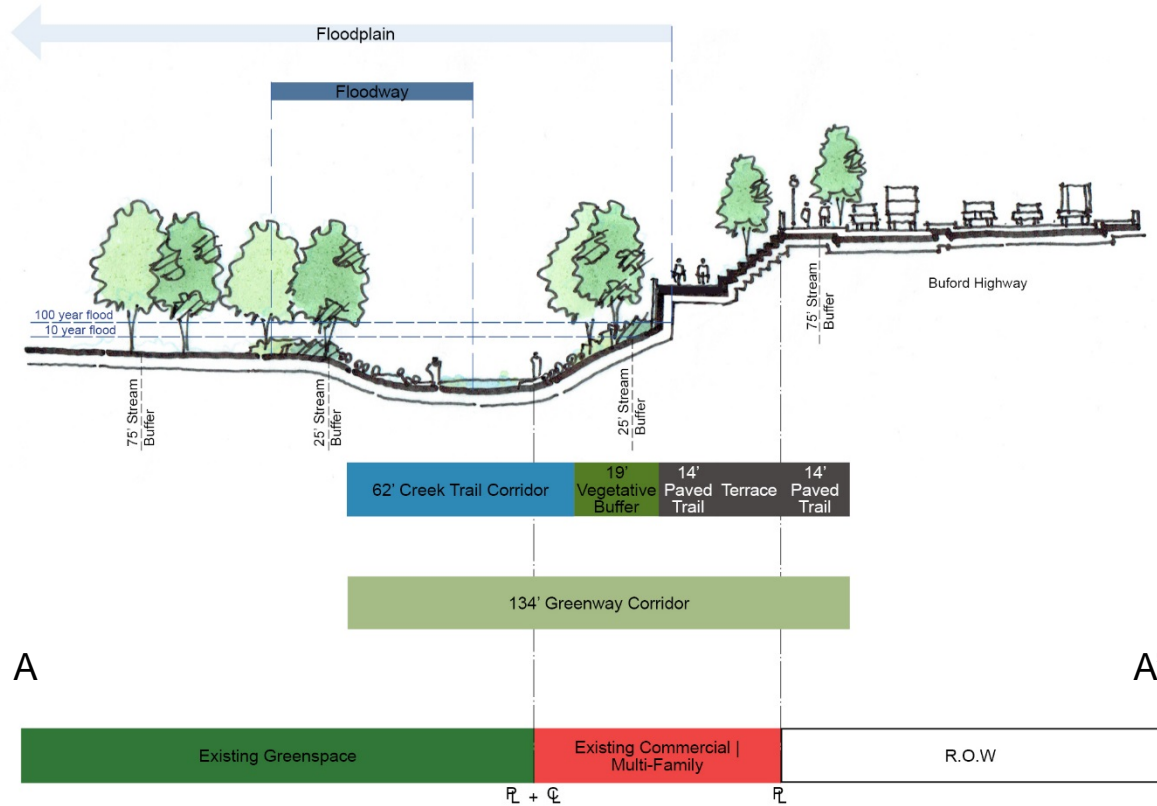 Floodplain
Floodway
100 year flood
10 year flood
Buford Highway
75' Stream
Buffer
25' Stream
Buffer
25' Stream
Buffer
75' Stream
Buffer
62' Creek Trail Corridor
19'
Vegetative
Buffer
14'
Paved
Trail
Terrace
14'
Paved
Trail
134' Greenway Corridor
A
A
Existing Greenspace
Existing Commercial |
Multi-Family
R.O.W
PL + CL
PL